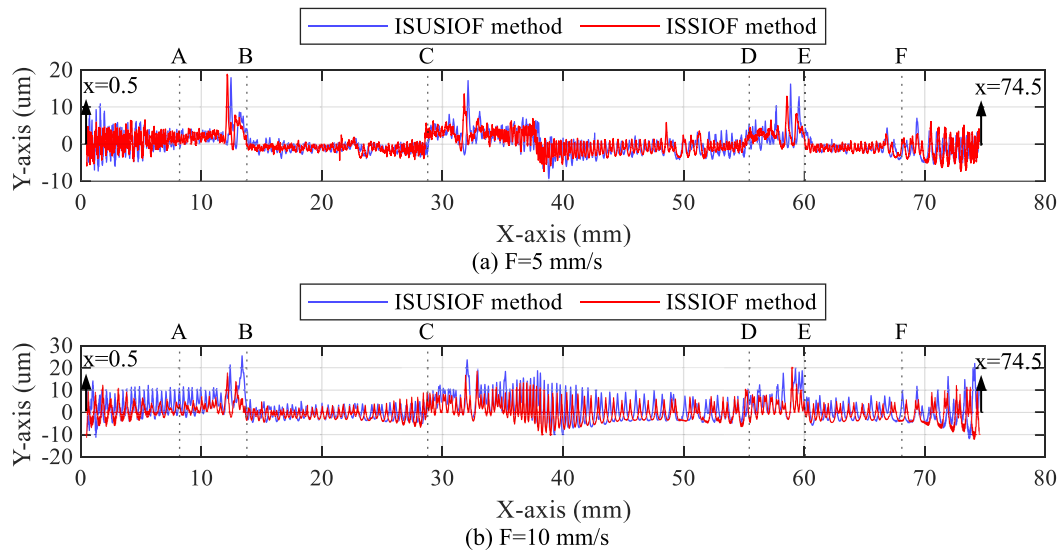 ISUSIOF method ISSIOF method
A B C D E F
20
x=0.5 x=74.5
10
0
-10
Y-axis (um)
0 10 20 30 40 50 60 70 80
X-axis (mm)
(a) F=5 mm/s
ISUSIOF method ISSIOF method
A B C D E F
30
x=0.5 x=74.5
20
10
0
-10
-20
Y-axis (um)
0 10 20 30 40 50 60 70 80
X-axis (mm)
(b) F=10 mm/s